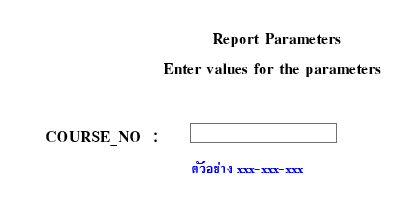 Report Parameters
Enter values for the parameters
COURSE_NO :
ตัวอย่าง xxx-xxx-xxx